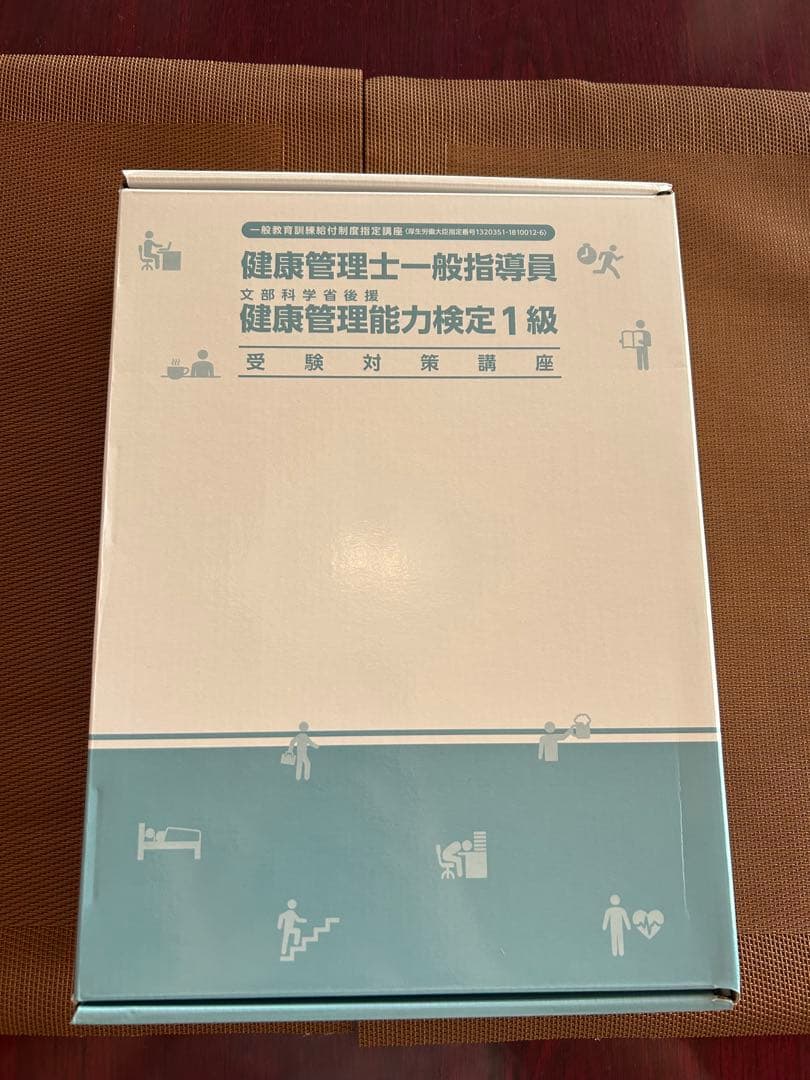 一般教育訓練給付制度指定講座(厚生労働大臣指定番号1320351-1810012-6)
健康管理士一般指導員
文部科学省後援
健康管理能力検定1級
受験対策講座